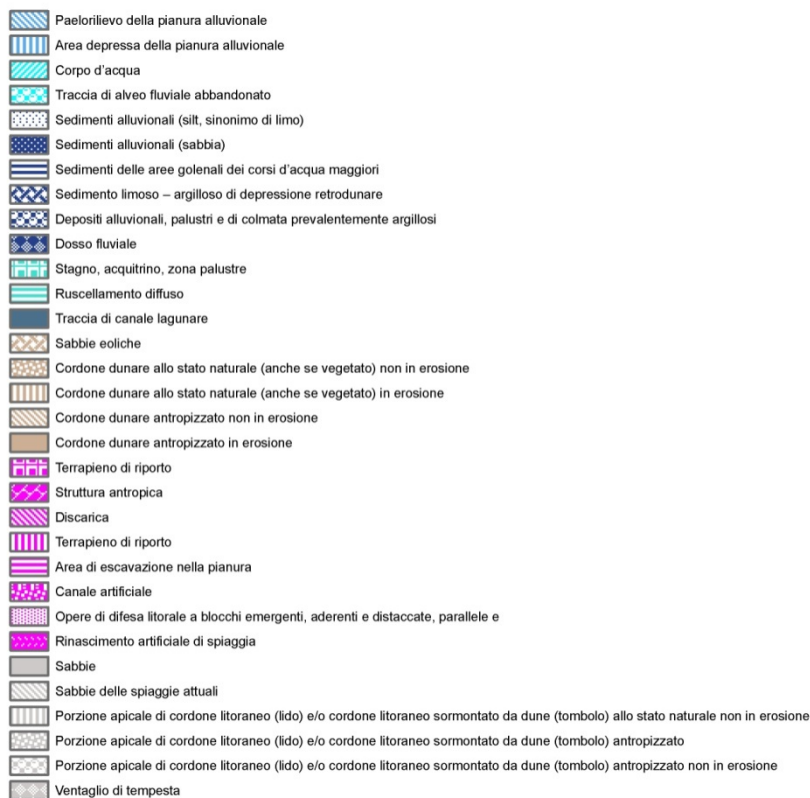 Paelorilievo della pianura alluvionale
Area depressa della pianura alluvionale
Corpo d'acqua
Traccia di alveo fluviale abbandonato
Sedimenti alluvionali (silt, sinonimo di limo)
Sedimenti alluvionali (sabbia)
Sedimenti delle aree golenali dei corsi d'acqua maggiori
Sedimento limoso – argilloso di depressione retrodunare
Depositi alluvionali, palustri e di colmata prevalentemente argillosi
Dosso fluviale
Stagno, acquitrino, zona palustre
Ruscellamento diffuso
Traccia di canale lagunare
Sabbie eoliche
Cordone dunare allo stato naturale (anche se vegetato) non in erosione
Cordone dunare allo stato naturale (anche se vegetato) in erosione
Cordone dunare antropizzato non in erosione
Cordone dunare antropizzato in erosione
Terrapieno di riporto
Struttura antropica
Discarica
Terrapieno di riporto
Area di escavazione nella pianura
Canale artificiale
Opere di difesa litorale a blocchi emergenti, aderenti e distaccate, parallele e
Rinascimento artificiale di spiaggia
Sabbie
Sabbie delle spiaggie attuali
Porzione apicale di cordone litoraneo (lido) e/o cordone litoraneo sormontato da dune (tombolo) allo stato naturale non in erosione
Porzione apicale di cordone litoraneo (lido) e/o cordone litoraneo sormontato da dune (tombolo) antropizzato
Porzione apicale di cordone litoraneo (lido) e/o cordone litoraneo sormontato da dune (tombolo) antropizzato non in erosione
Ventaglio di tempesta